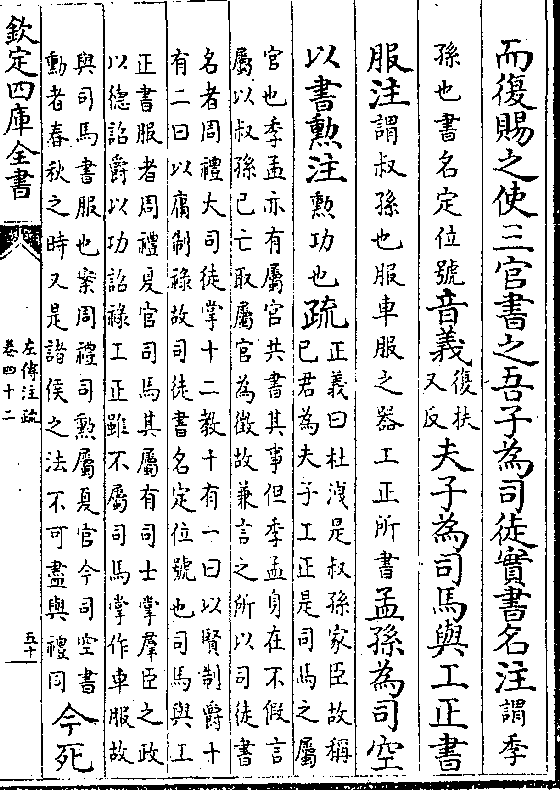 而復賜之使三官書之吾子為司徒實書名注謂季
孫也書名定位號音義復扶又反夫子為司馬與工正書
服注謂叔孫也服車服之器工正所書孟孫為司空
以書勲注勲功也疏正義曰杜洩是叔孫家臣故稱
已君為夫子工正是司馬之屬
官也季孟亦有屬官共書其事但季孟身在不假言
屬以叔孫已亡取屬官為徵故兼言之所以司徒書
名者周禮大司徒掌十二教十有一曰以賢制爵十
有二曰以庸制祿故司徒書名定位號也司馬與工
正書服者周禮夏官司馬其屬有司士掌羣臣之政
以德詔爵以功詔祿工正雖不屬司馬掌作車服故
與司馬書服也案周禮司勲屬夏官今司空書
勳者春秋之時又是諸侯之法不可盡與禮同今死
欽定四庫全書
左傳注疏
卷四十二
五十